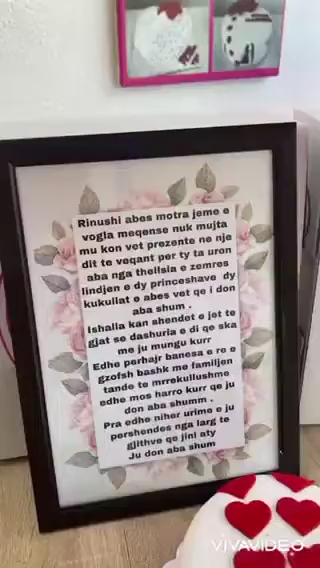 Rinushi abes motra jeme e
vogla meqense nuk mujta
mu kon vet prezente ne nje
dit te veqant per ty ta uron
aba nga thellsia e zemres
lindjen e dy princeshave dy
kukullat e abes vet qe i don
aba shum .
Ishalla kan shendet e jet te
gjat se dashuria e di qe ska
me ju mungu kurr
Edhe perhajr banesa e re e
gzofsh bashk me familjen
tande te mrrekullushme
edhe mos harro kurr qe ju
don aba shumm .
Pra edhe niher urime e ju
pershendes nga larg te
gjithve qe jini aty
Ju don aba shum
VIVAVIDEO